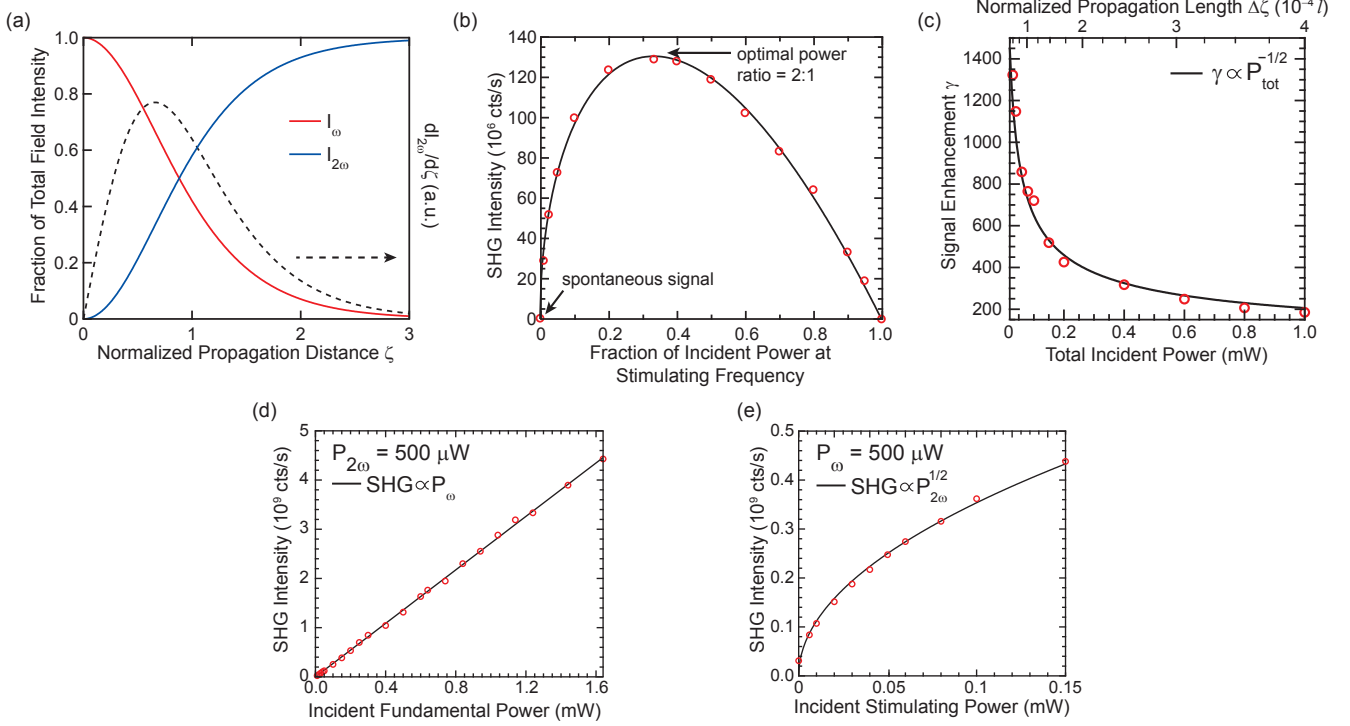 (a)
1.0
0.8
0.6
0.4
0.2
0
Fraction of Total Field Intensity
I_ω
I_2ω
dI_2ω/dζ (a.u.)
0 1 2 3
Normalized Propagation Distance ζ
(b)
140
120
100
80
60
40
20
0
SHG Intensity (10⁶ cts/s)
optimal power
ratio = 2:1
spontaneous signal
0 0.2 0.4 0.6 0.8 1.0
Fraction of Incident Power at
Stimulating Frequency
(c)
Normalized Propagation Length Δζ (10⁻⁴ l)
1 2 3 4
1400
1200
1000
800
600
400
200
Signal Enhancement γ
γ∝P_tot^-1/2
0.2 0.4 0.6 0.8 1.0
Total Incident Power (mW)
(d)
5
4
3
2
1
0
SHG Intensity (10⁹ cts/s)
P_2ω = 500 μW
SHG∝P_ω
0.0 0.4 0.8 1.2 1.6
Incident Fundamental Power (mW)
(e)
0.5
0.4
0.3
0.2
0.1
0.0
SHG Intensity (10⁹ cts/s)
P_ω = 500 μW
SHG∝P_2ω^1/2
0 0.05 0.10 0.15
Incident Stimulating Power (mW)